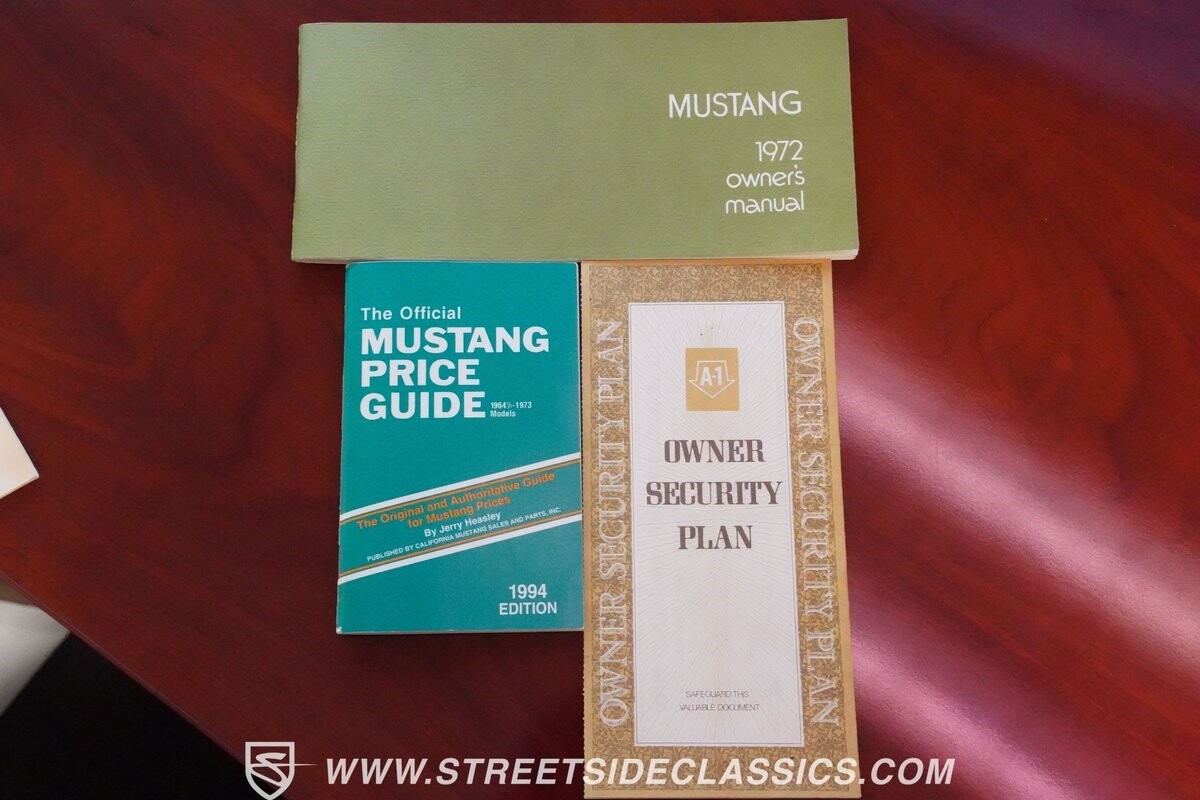 MUSTANG
1972
owner's
manual
The Official
MUSTANG
PRICE
GUIDE
1964½-1973
Models
The Original and Authoritative Guide
for Mustang Prices
By Jerry Heasley
PUBLISHED BY CALIFORNIA MUSTANG SALES AND PARTS, INC.
1994
EDITION
OWNER SECURITY PLAN
A-1
OWNER
SECURITY
PLAN
SAFEGUARD THIS
VALUABLE DOCUMENT
OWNER SECURITY PLAN
S WWW.STREETSIDECLASSICS.COM